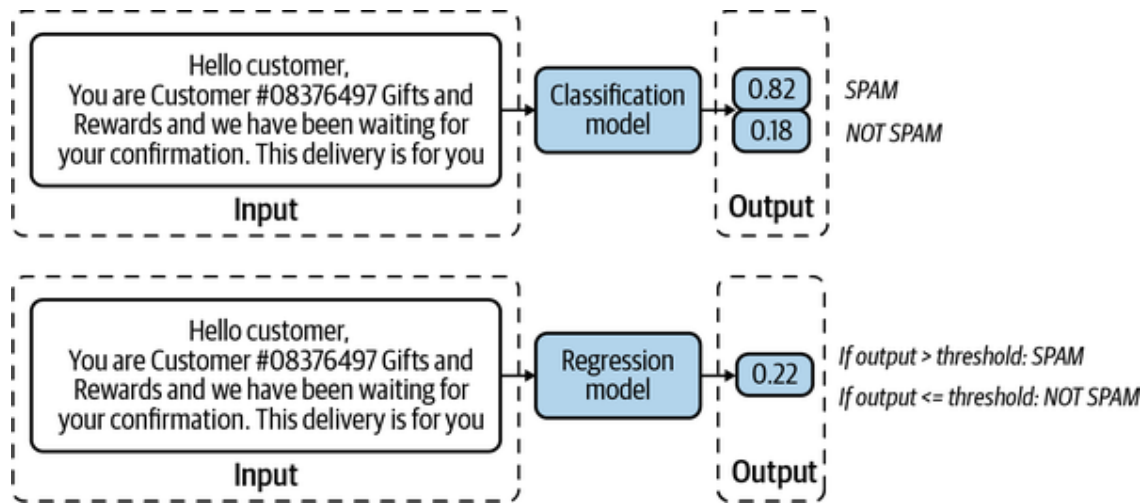 Hello customer,
You are Customer #08376497 Gifts and
Rewards and we have been waiting for
your confirmation. This delivery is for you
Input
Classification
model
0.82
SPAM
0.18
NOT SPAM
Output
Hello customer,
You are Customer #08376497 Gifts and
Rewards and we have been waiting for
your confirmation. This delivery is for you
Input
Regression
model
0.22
If output > threshold: SPAM
If output <= threshold: NOT SPAM
Output